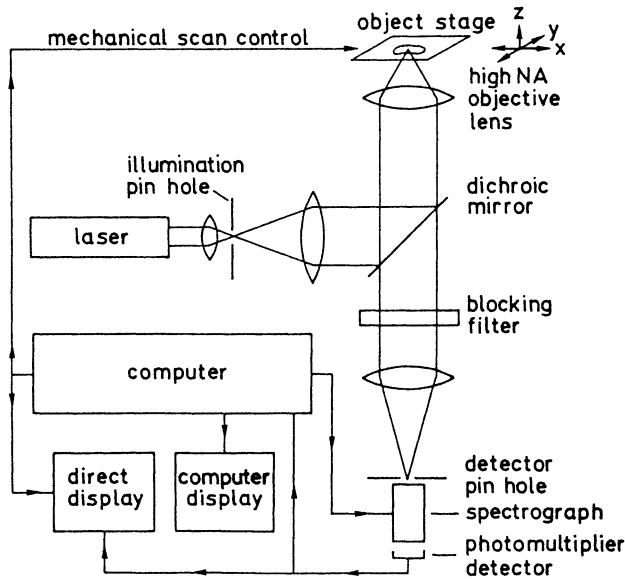 object stage
z
y
x
mechanical scan control
high NA
objective
lens
illumination
pin hole
dichroic
mirror
laser
blocking
filter
computer
direct
display
computer
display
detector
pin hole
spectrograph
photomultiplier
detector